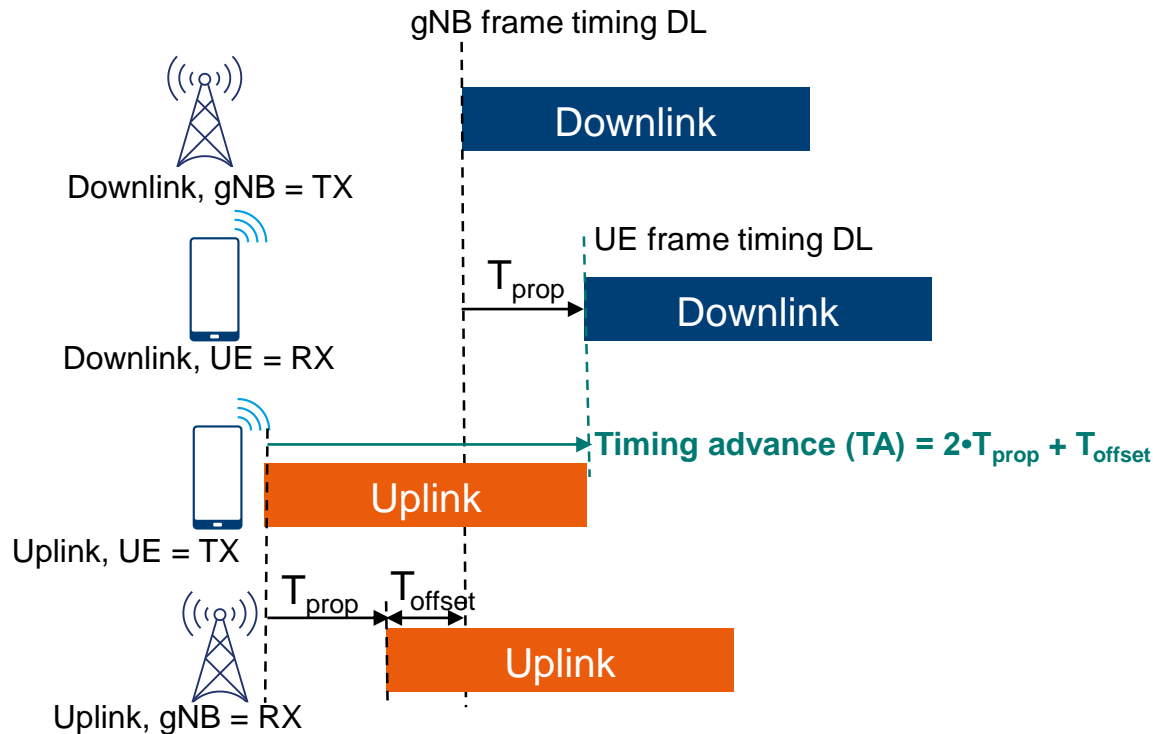 gNB frame timing DL
Downlink
Downlink, gNB = TX
UE frame timing DL
Tprop
Downlink
Downlink, UE = RX
Timing advance (TA) = 2•Tprop + Toffset
Uplink
Uplink, UE = TX
Tprop
Toffset
Uplink
Uplink, gNB = RX